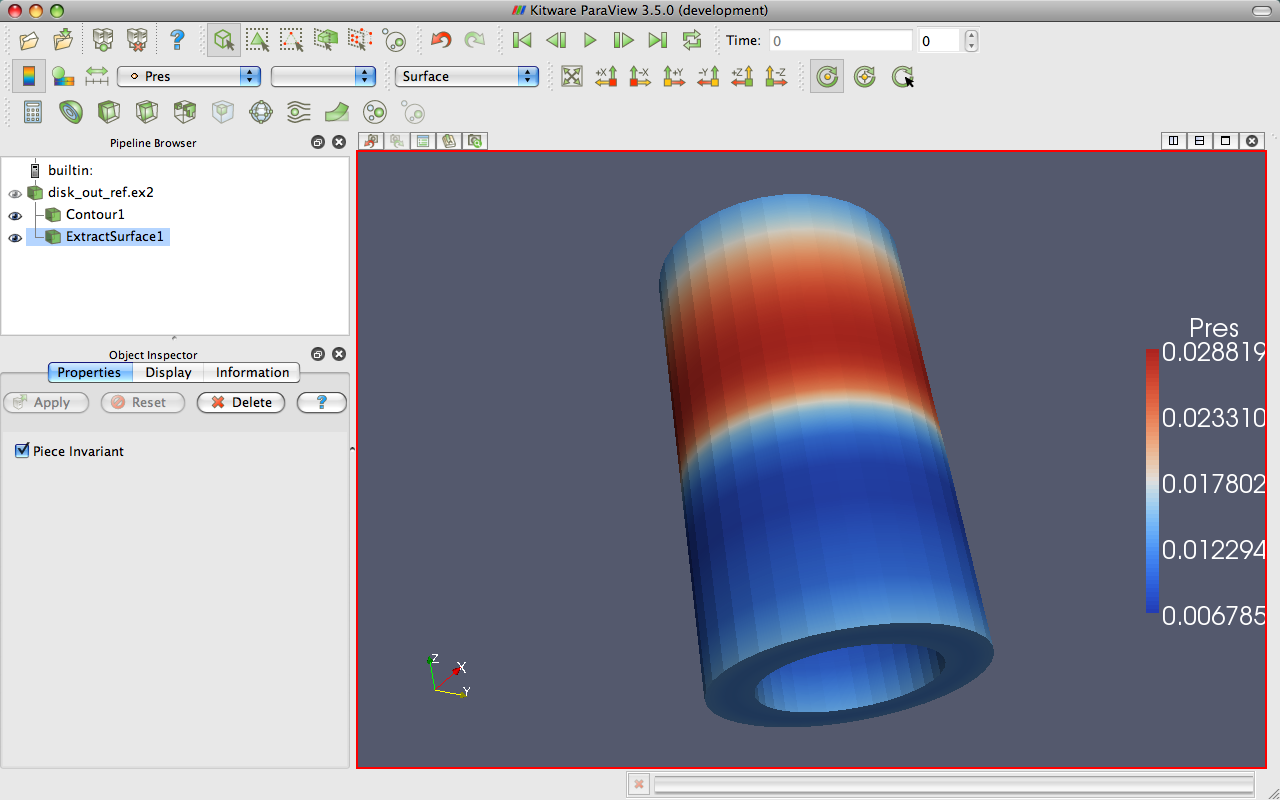 Kitware ParaView 3.5.0 (development)
? Time: 0 0
Pres Surface +X -X +Y -Y +Z -Z
Pipeline Browser
builtin:
disk_out_ref.ex2
Contour1
ExtractSurface1
Object Inspector
Properties Display Information
Apply Reset Delete ?
Piece Invariant
Pres
0.028819
0.023310
0.017802
0.012294
0.006785
Z
X
Y